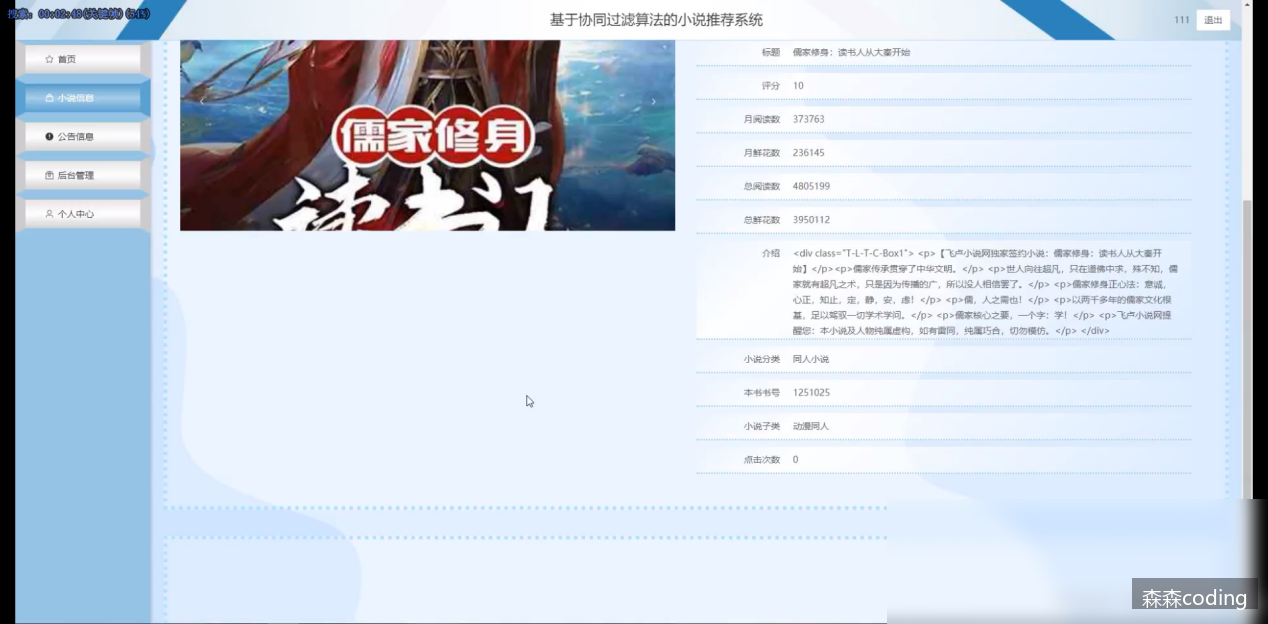 搜索: 00:02:48(关键帧) (54%)
基于协同过滤算法的小说推荐系统
111 退出
首页
小说信息
公告信息
后台管理
个人中心
儒家修身
读书人
标题 儒家修身：读书人从大秦开始
评分 10
月阅读数 373763
月鲜花数 236145
总阅读数 4805199
总鲜花数 3950112
介绍 <div class="T-L-T-C-Box1"> <p>【飞卢小说网独家签约小说：儒家修身：读书人从大秦开
始】</p><p>儒家传承贯穿了中华文明。</p> <p>世人向往超凡，只在道佛中求，殊不知，儒
家就有超凡之术，只是因为传播的广，所以没人相信罢了。</p> <p>儒家修身正心法：意诚，
心正，知止，定，静，安，虑！</p> <p>儒，人之需也！</p> <p>以两千多年的儒家文化根
基，足以驾驭一切学术学问。</p> <p>儒家核心之要，一个字：学！</p> <p>飞卢小说网提
醒您：本小说及人物纯属虚构，如有雷同，纯属巧合，切勿模仿。</p> </div>
小说分类 同人小说
本书书号 1251025
小说子类 动漫同人
点击次数 0
森森coding